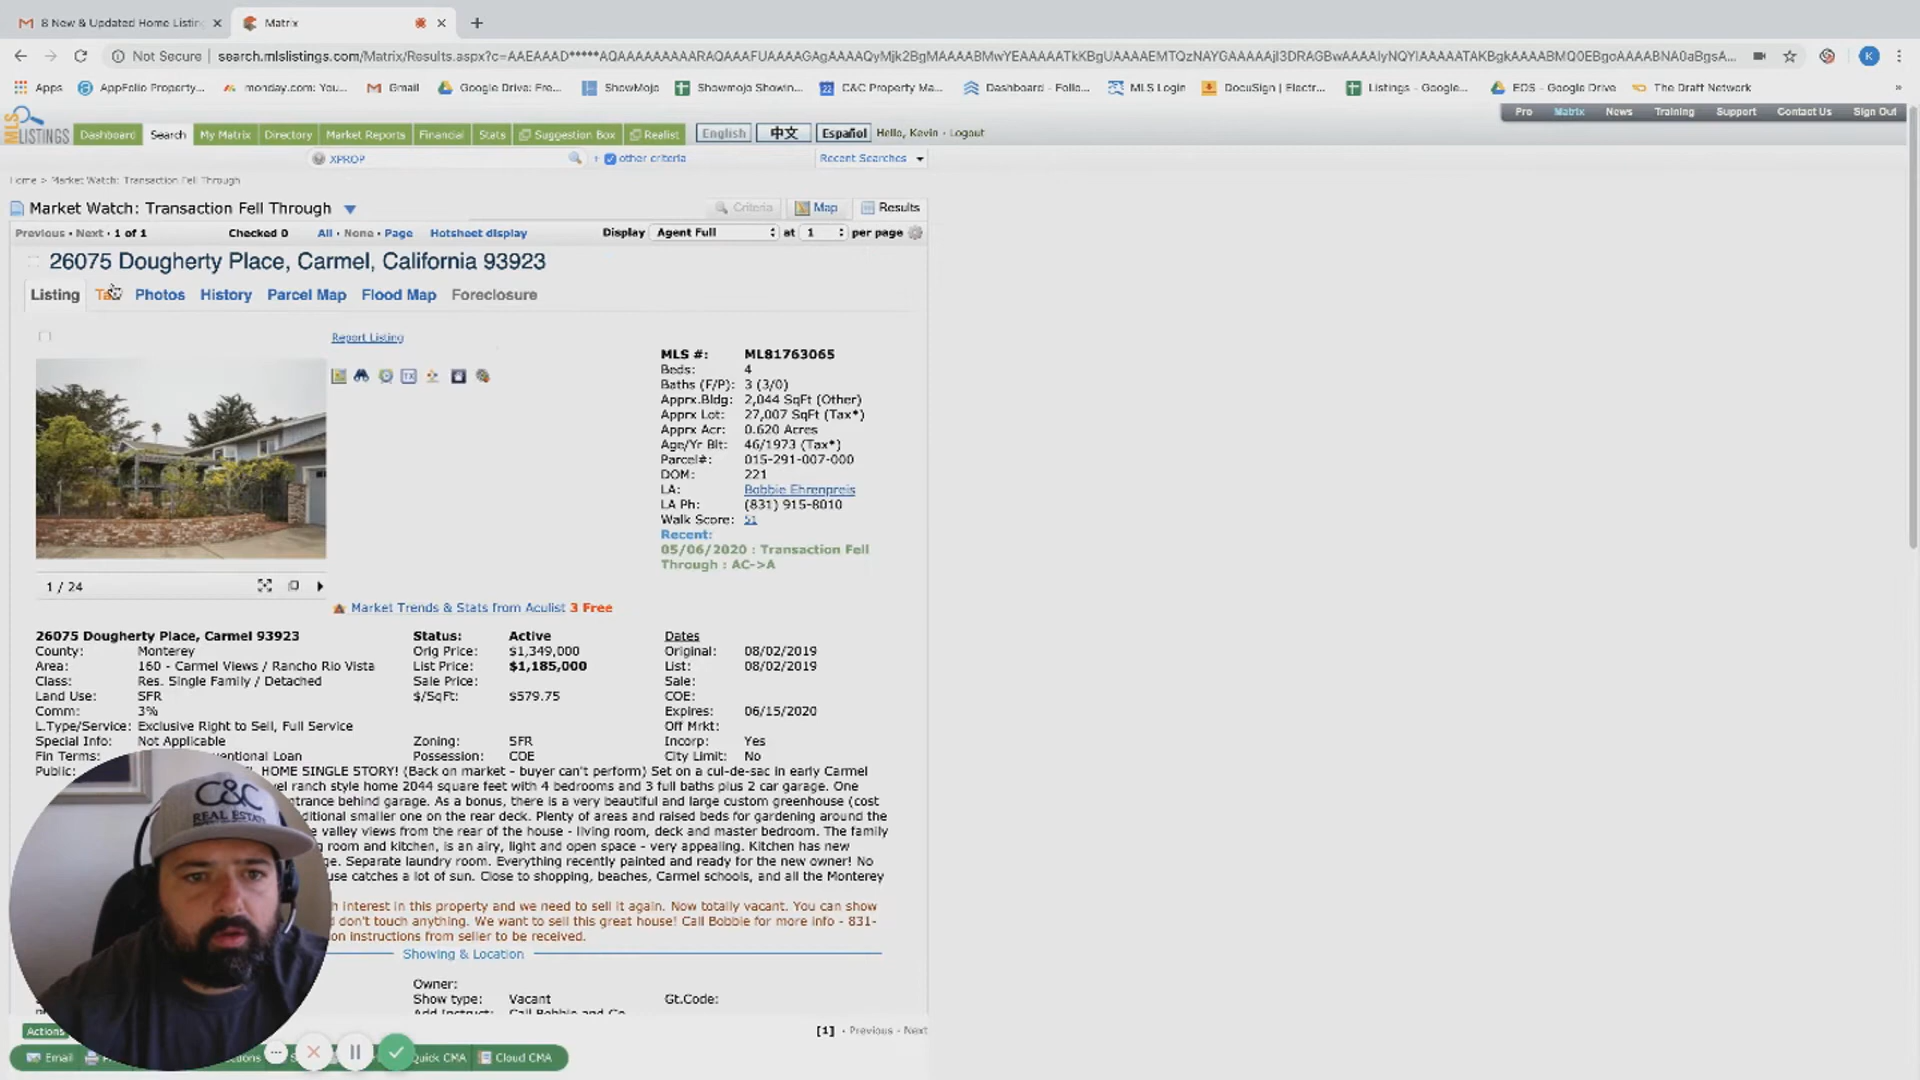 8 New & Updated Home Listin
Matrix
Not Secure
search.mlslistings.com/Matrix/Results.aspx?c=
Apps
AppFolio Property...
monday.com: You...
Gmail
Google Drive: Fre...
ShowMojo
Showmojo Showin...
C&C Property Ma...
Dashboard - Follo...
MLS Login
DocuSign | Electr...
Listings - Google...
EOS - Google Drive
The Draft Network
Pro
Matrix
News
Training
Support
Contact Us
Sign Out
MLS LISTINGS
Dashboard
Search
My Matrix
Directory
Market Reports
Financial
Stats
Suggestion Box
Realist
English
中文
Español
Hello, Kevin · Logout
XPROP
+ other criteria
Recent Searches
Home > Market Watch: Transaction Fell Through
Market Watch: Transaction Fell Through
Criteria
Map
Results
Previous · Next · 1 of 1
Checked 0
All · None · Page
Hotsheet display
Display Agent Full at 1 per page
26075 Dougherty Place, Carmel, California 93923
Listing
Photos
History
Parcel Map
Flood Map
Foreclosure
Report Listing
MLS #: ML81763065
Beds: 4
Baths (F/P): 3 (3/0)
Apprx.Bldg: 2,044 SqFt (Other)
Apprx Lot: 27,007 SqFt (Tax*)
Apprx Acr: 0.620 Acres
Age/Yr Blt: 46/1973 (Tax*)
Parcel#: 015-291-007-000
DOM: 221
LA: Bobbie Ehrenpreis
LA Ph: (831) 915-8010
Walk Score: 51
Recent:
05/06/2020 : Transaction Fell
Through : AC->A
1 / 24
Market Trends & Stats from Aculist 3 Free
26075 Dougherty Place, Carmel 93923
County: Monterey
Area: 160 - Carmel Views / Rancho Rio Vista
Class: Res. Single Family / Detached
Land Use: SFR
Comm: 3%
L.Type/Service: Exclusive Right to Sell, Full Service
Special Info: Not Applicable
Fin Terms: ventional Loan
Status: Active
Orig Price: $1,349,000
List Price: $1,185,000
Sale Price:
$/SqFt: $579.75
Zoning: SFR
Possession: COE
Dates
Original: 08/02/2019
List: 08/02/2019
Sale:
COE:
Expires: 06/15/2020
Off Mrkt:
Incorp: Yes
City Limit: No
Public: HOME SINGLE STORY! (Back on market - buyer can't perform) Set on a cul-de-sac in early Carmel
vel ranch style home 2044 square feet with 4 bedrooms and 3 full baths plus 2 car garage. One
ntrance behind garage. As a bonus, there is a very beautiful and large custom greenhouse (cost
ditional smaller one on the rear deck. Plenty of areas and raised beds for gardening around the
e valley views from the rear of the house - living room, deck and master bedroom. The family
g room and kitchen, is an airy, light and open space - very appealing. Kitchen has new
ge. Separate laundry room. Everything recently painted and ready for the new owner! No
use catches a lot of sun. Close to shopping, beaches, Carmel schools, and all the Monterey
h interest in this property and we need to sell it again. Now totally vacant. You can show
don't touch anything. We want to sell this great house! Call Bobbie for more info - 831-
on instructions from seller to be received.
Showing & Location
Owner:
Show type: Vacant
Gt.Code:
Add Instruct: Call Bobbie and Co
C&C
REAL ESTATE
Actions
[1] · Previous · Next
Email
Quick CMA
Cloud CMA